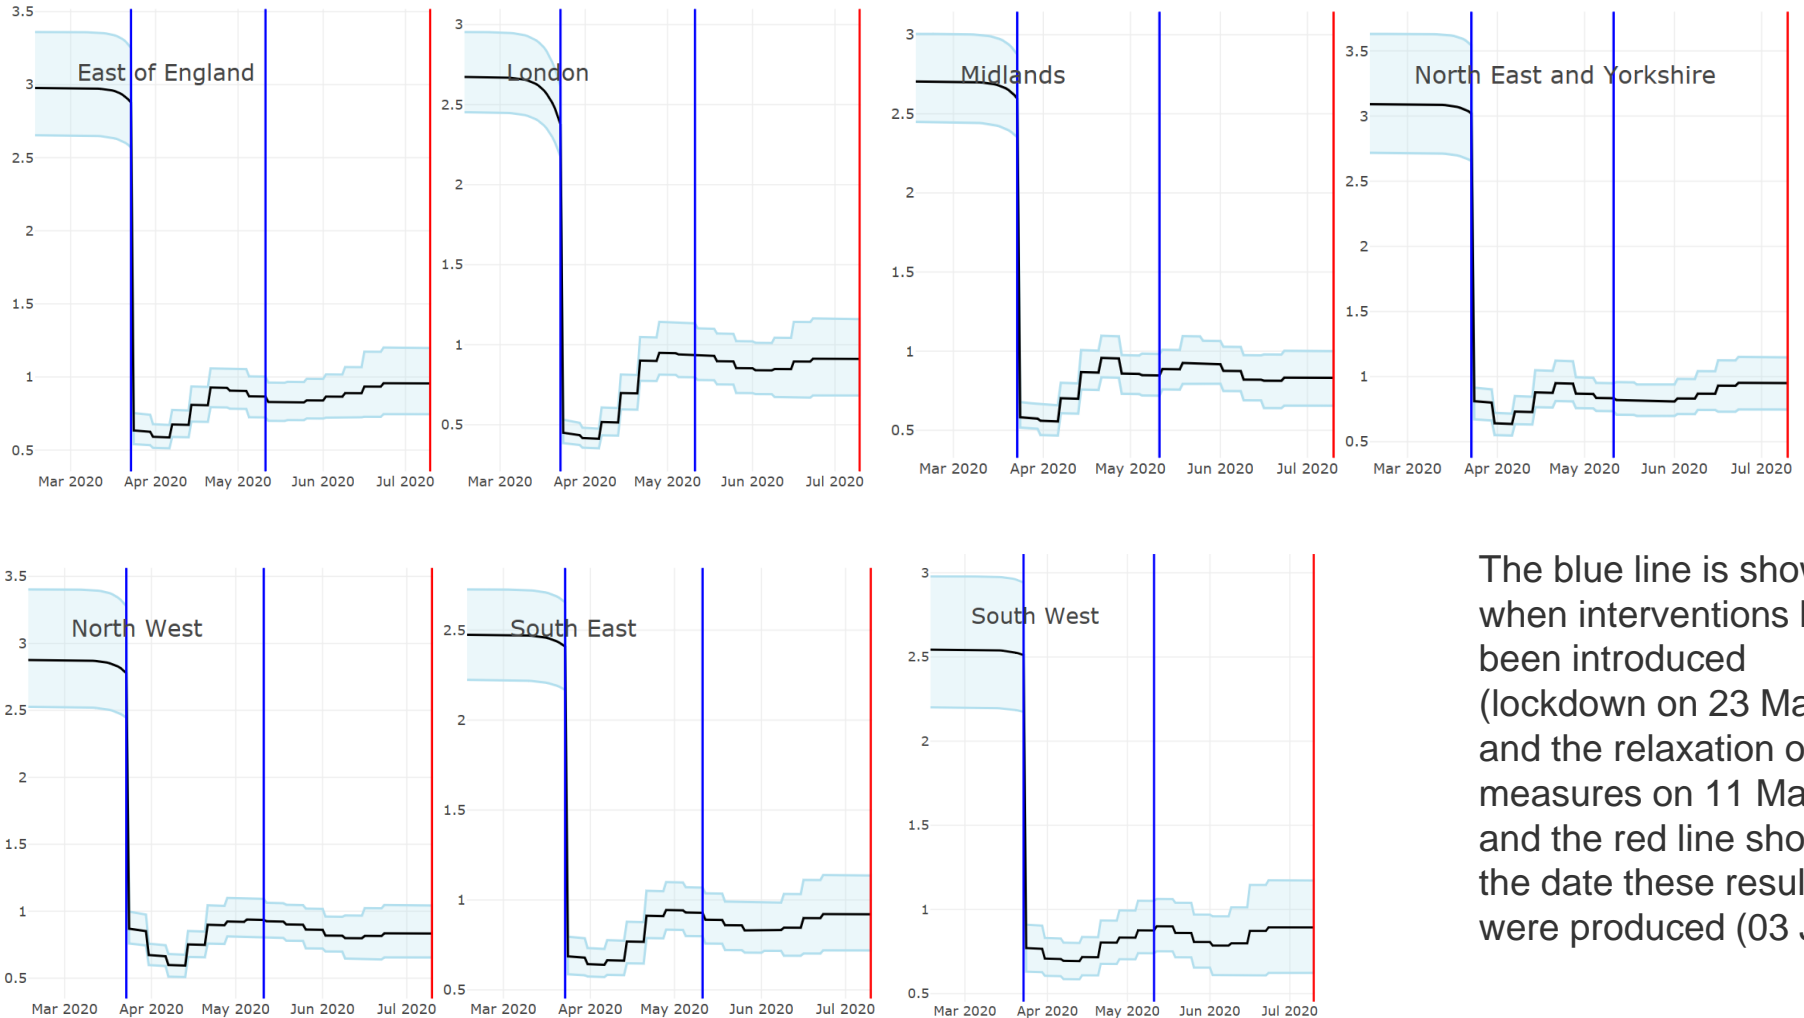 3.5
3
2.5
2
1.5
1
0.5
East of England
Mar 2020 Apr 2020 May 2020 Jun 2020 Jul 2020
3
2.5
2
1.5
1
0.5
London
Mar 2020 Apr 2020 May 2020 Jun 2020 Jul 2020
3
2.5
2
1.5
1
0.5
Midlands
Mar 2020 Apr 2020 May 2020 Jun 2020 Jul 2020
3.5
3
2.5
2
1.5
1
0.5
North East and Yorkshire
Mar 2020 Apr 2020 May 2020 Jun 2020 Jul 2020
3.5
3
2.5
2
1.5
1
0.5
North West
Mar 2020 Apr 2020 May 2020 Jun 2020 Jul 2020
2.5
2
1.5
1
0.5
South East
Apr 2020 May 2020 Jun 2020 Jul 2020
3
2.5
2
1.5
1
0.5
South West
Mar 2020 Apr 2020 May 2020 Jun 2020 Jul 2020
The blue line is
when interventions
been introduced
(lockdown on 23
and the relaxation
measures on 11
and the red line
the date these
were produced (03